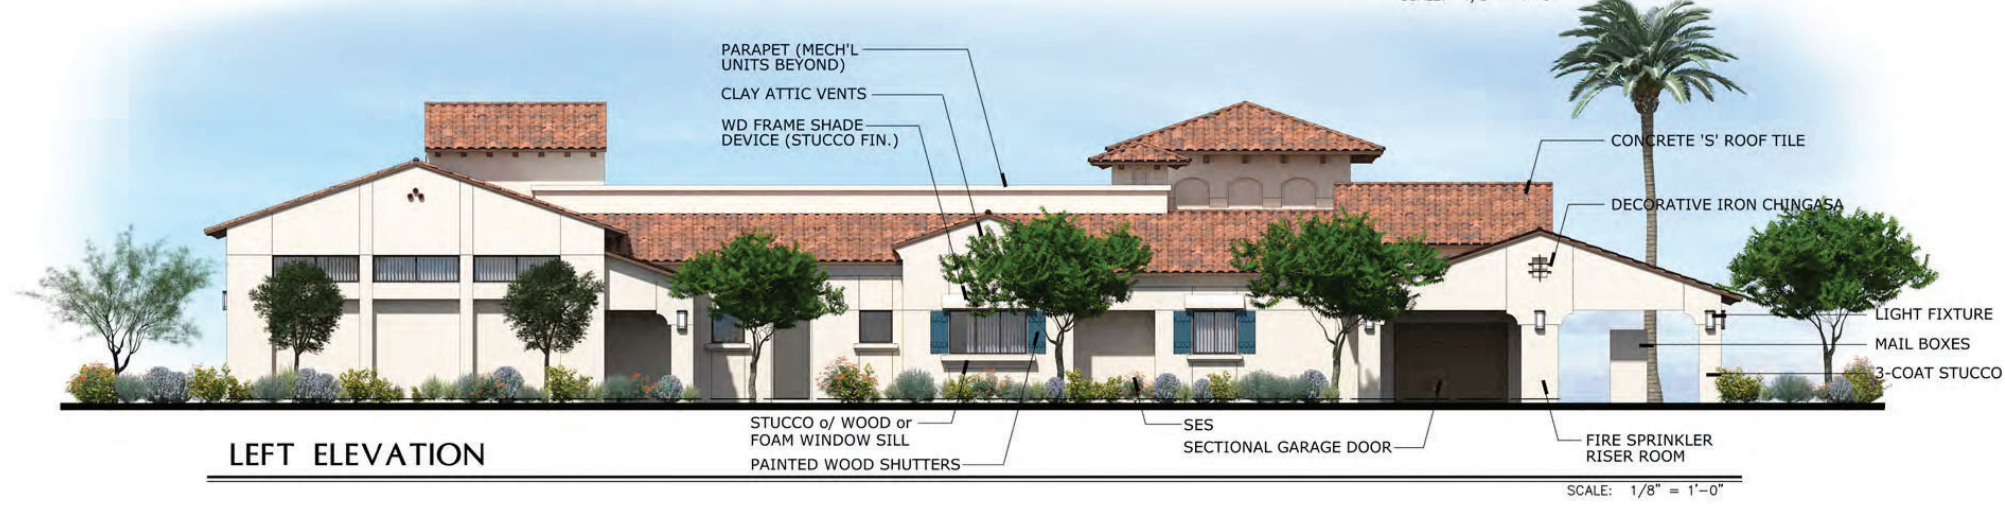 PARAPET (MECH'L
UNITS BEYOND)
CLAY ATTIC VENTS
WD FRAME SHADE
DEVICE (STUCCO FIN.)
CONCRETE 'S' ROOF TILE
DECORATIVE IRON CHINGASA
LIGHT FIXTURE
MAIL BOXES
3-COAT STUCCO
STUCCO o/ WOOD or
FOAM WINDOW SILL
PAINTED WOOD SHUTTERS
SES
SECTIONAL GARAGE DOOR
FIRE SPRINKLER
RISER ROOM
LEFT ELEVATION
SCALE: 1/8" = 1'-0"